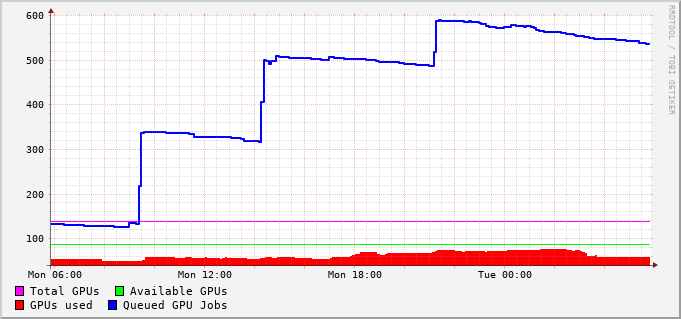 600
500
400
300
200
100
Mon 06:00 Mon 12:00 Mon 18:00 Tue 00:00
Total GPUs Available GPUs
GPUs used Queued GPU Jobs
RRDTOOL / TOBI OETIKER